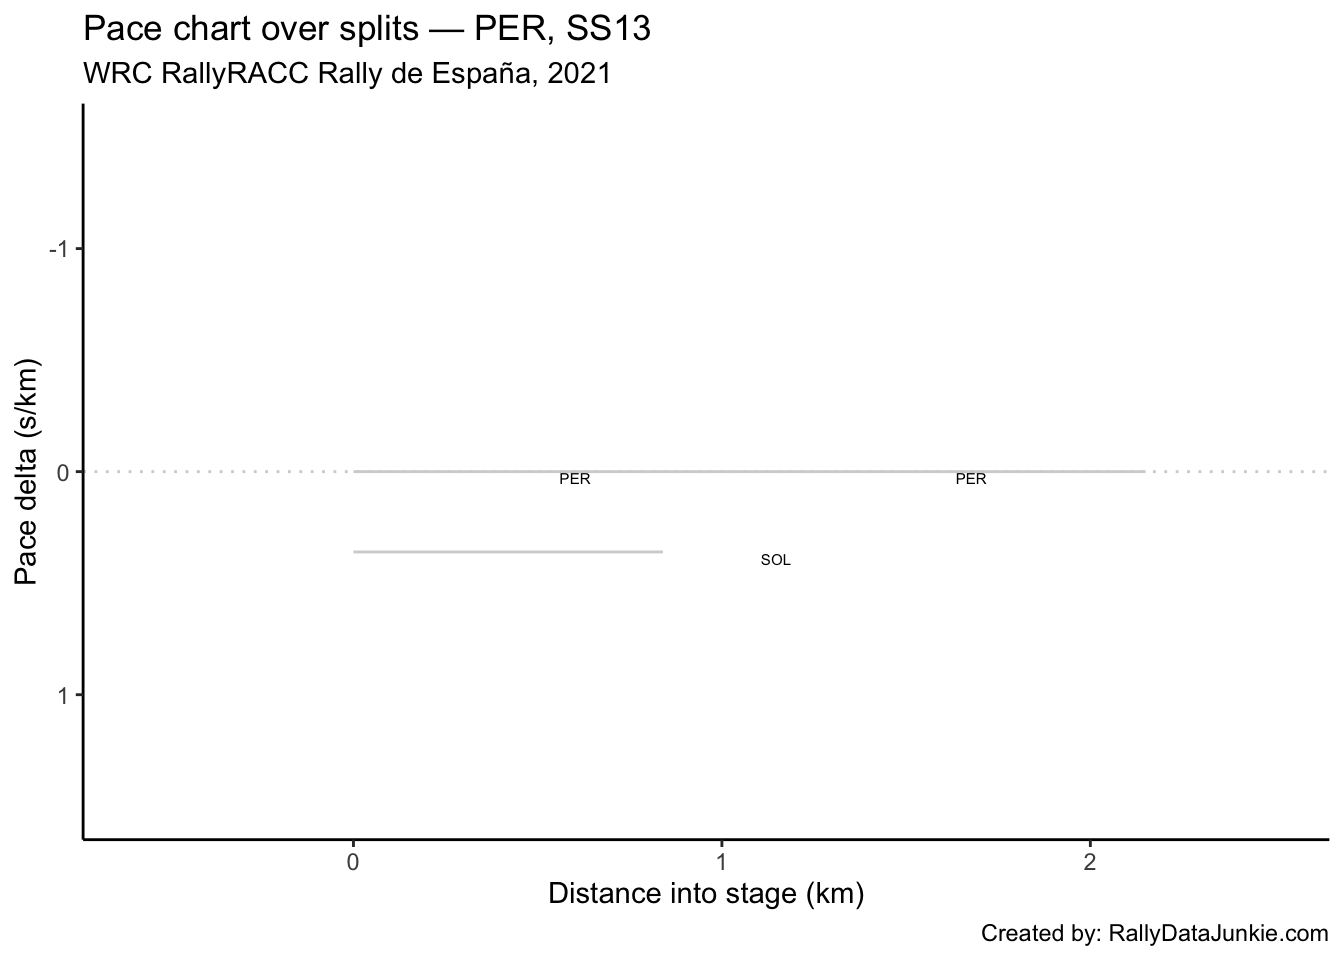 Pace chart over splits — PER, SS13
WRC RallyRACC Rally de España, 2021
Pace delta (s/km)
-1
0
1
PER
PER
SOL
0
1
2
Distance into stage (km)
Created by: RallyDataJunkie.com